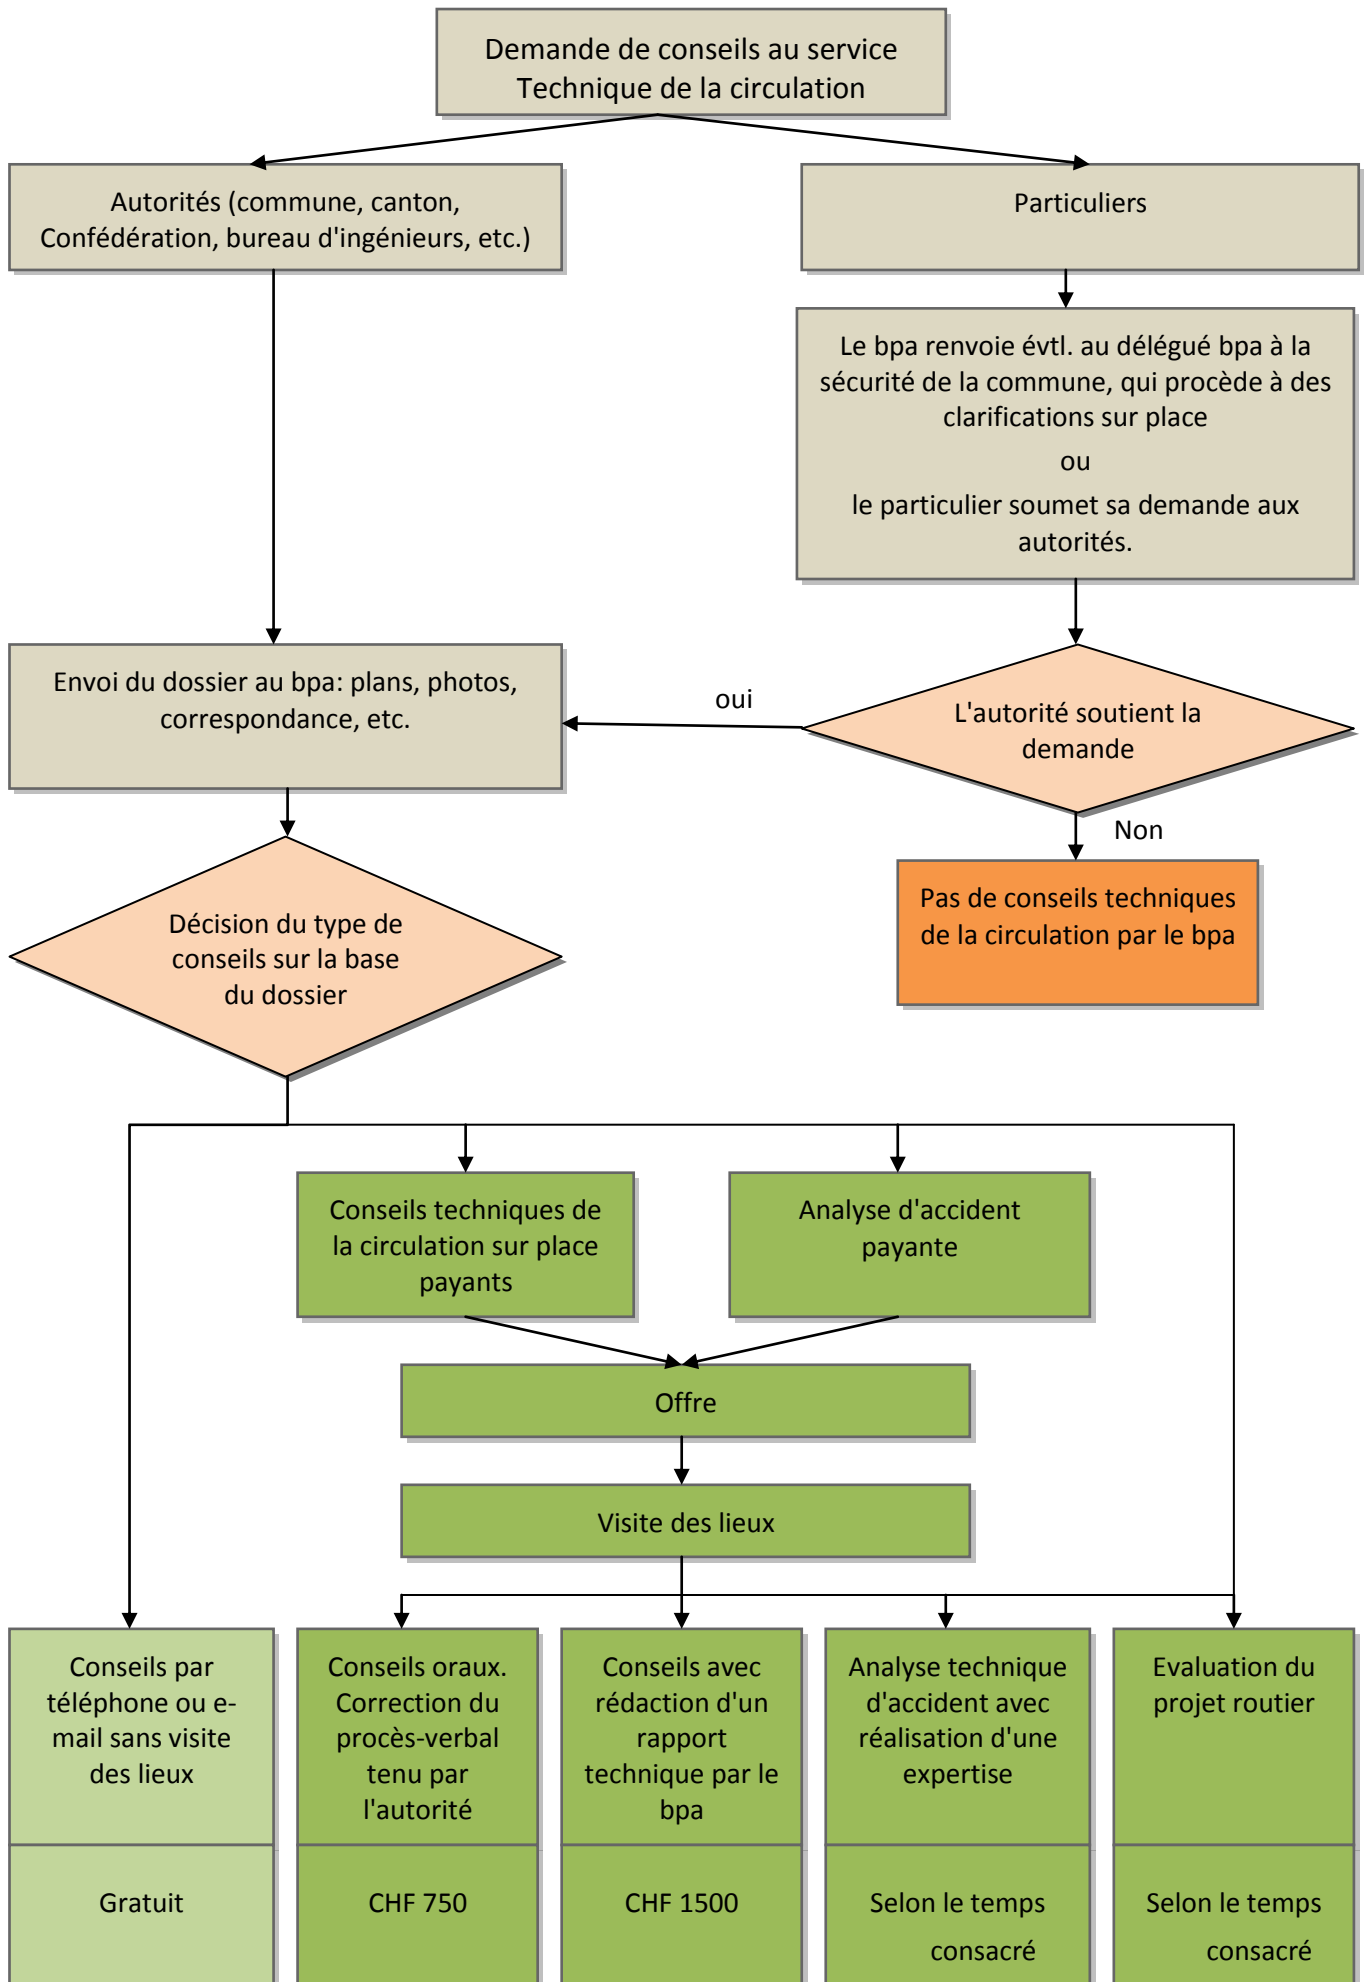 Demande de conseils au service
Technique de la circulation
Autorités (commune, canton,
Confédération, bureau d'ingénieurs, etc.)
Particuliers
Le bpa renvoie évtl. au délégué bpa à la
sécurité de la commune, qui procède à des
clarifications sur place
ou
le particulier soumet sa demande aux
autorités.
Envoi du dossier au bpa: plans, photos,
correspondance, etc.
oui
L'autorité soutient la
demande
Non
Pas de conseils techniques
de la circulation par le bpa
Décision du type de
conseils sur la base
du dossier
Conseils techniques de
la circulation sur place
payants
Analyse d'accident
payante
Offre
Visite des lieux
Conseils par
téléphone ou e-
mail sans visite
des lieux
Gratuit
Conseils oraux.
Correction du
procès-verbal
tenu par
l'autorité
CHF 750
Conseils avec
rédaction d'un
rapport
technique par le
bpa
CHF 1500
Analyse technique
d'accident avec
réalisation d'une
expertise
Selon le temps
consacré
Evaluation du
projet routier
Selon le temps
consacré